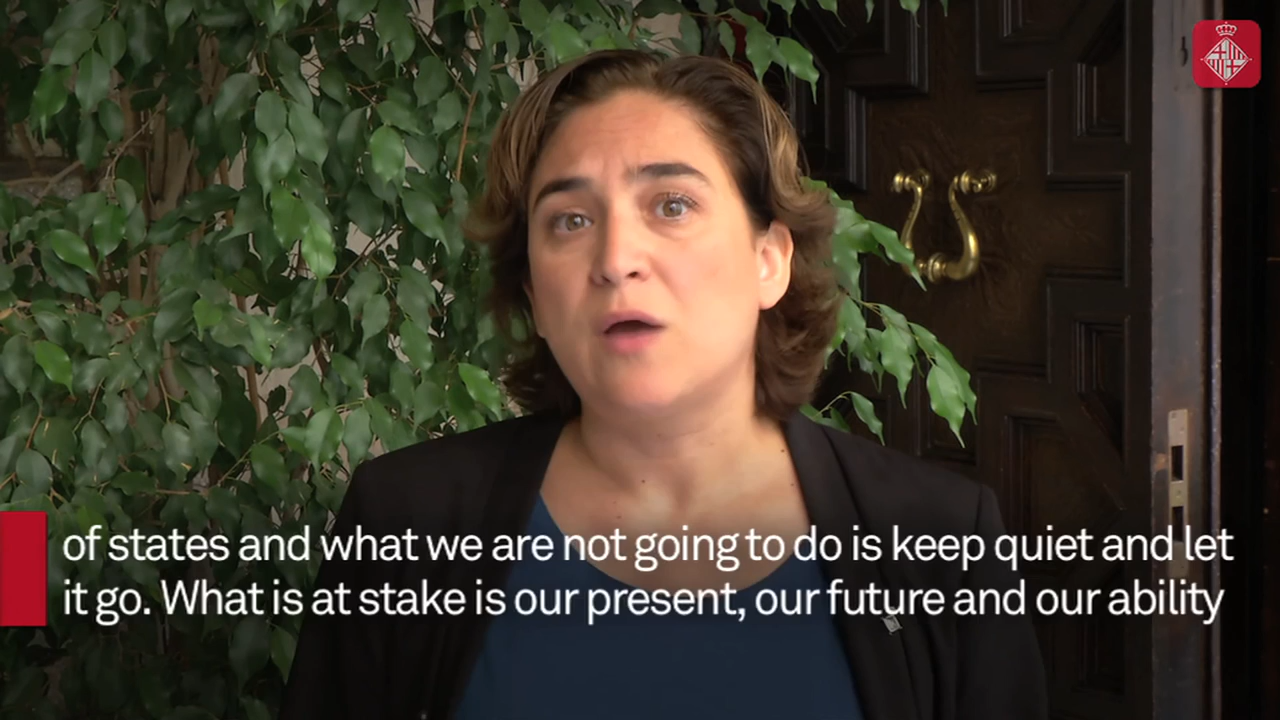 of states and what we are not going to do is keep quiet and let
it go. What is at stake is our present, our future and our ability